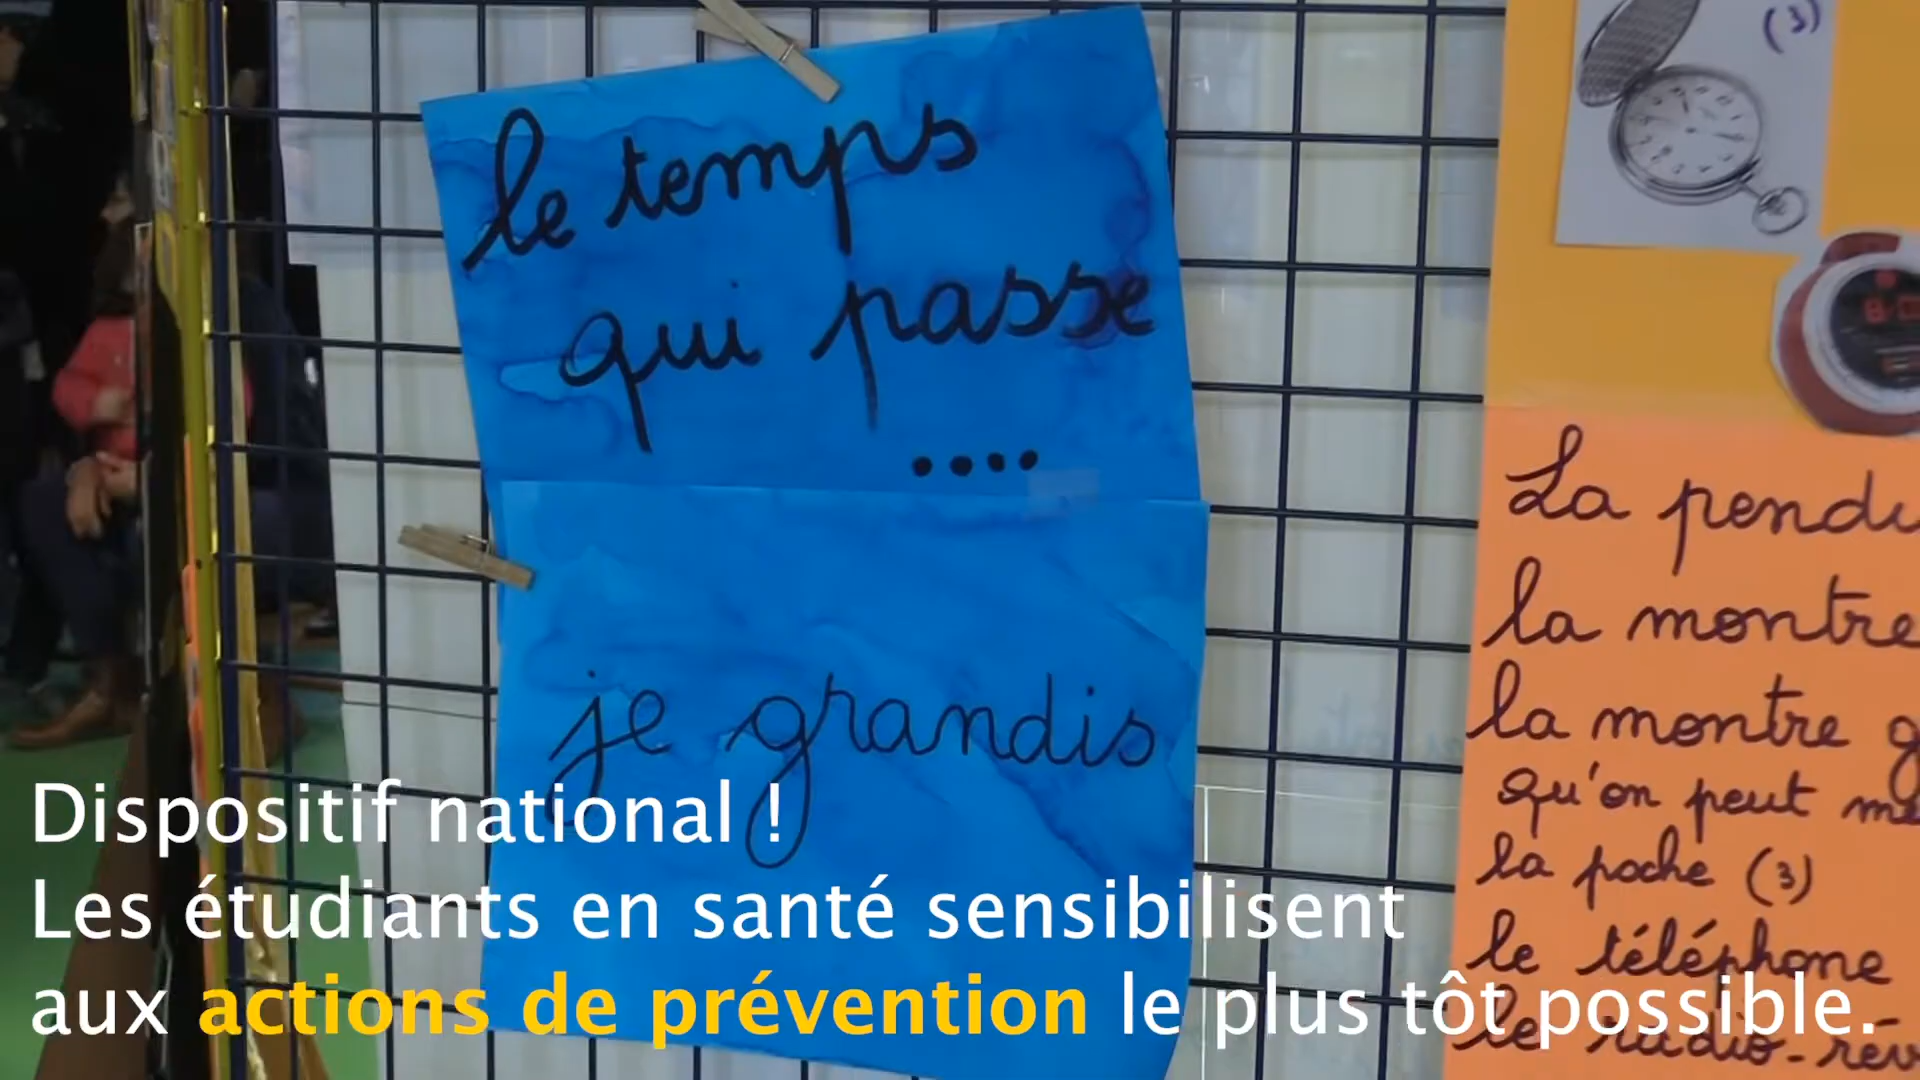 (3)
le temps
qui passe
....
je grandis
La
la montre
la montre
qu'on peut
la poche (3)
le téléphone
le
Dispositif national !
Les étudiants en santé sensibilisent
aux actions de prévention le plus tôt possible.